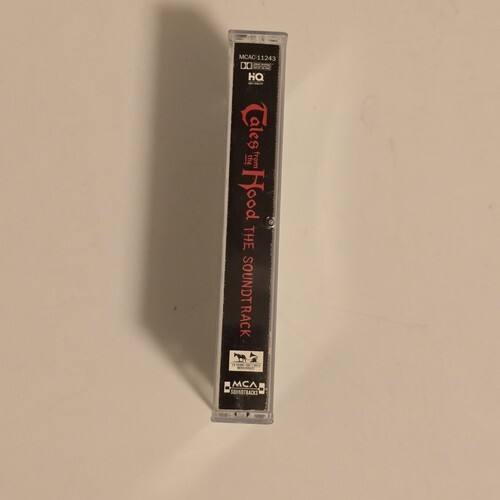 MCAC-11243
HQ
Tales from the Hood THE SOUNDTRACK
MCA
SOUNDTRACKS